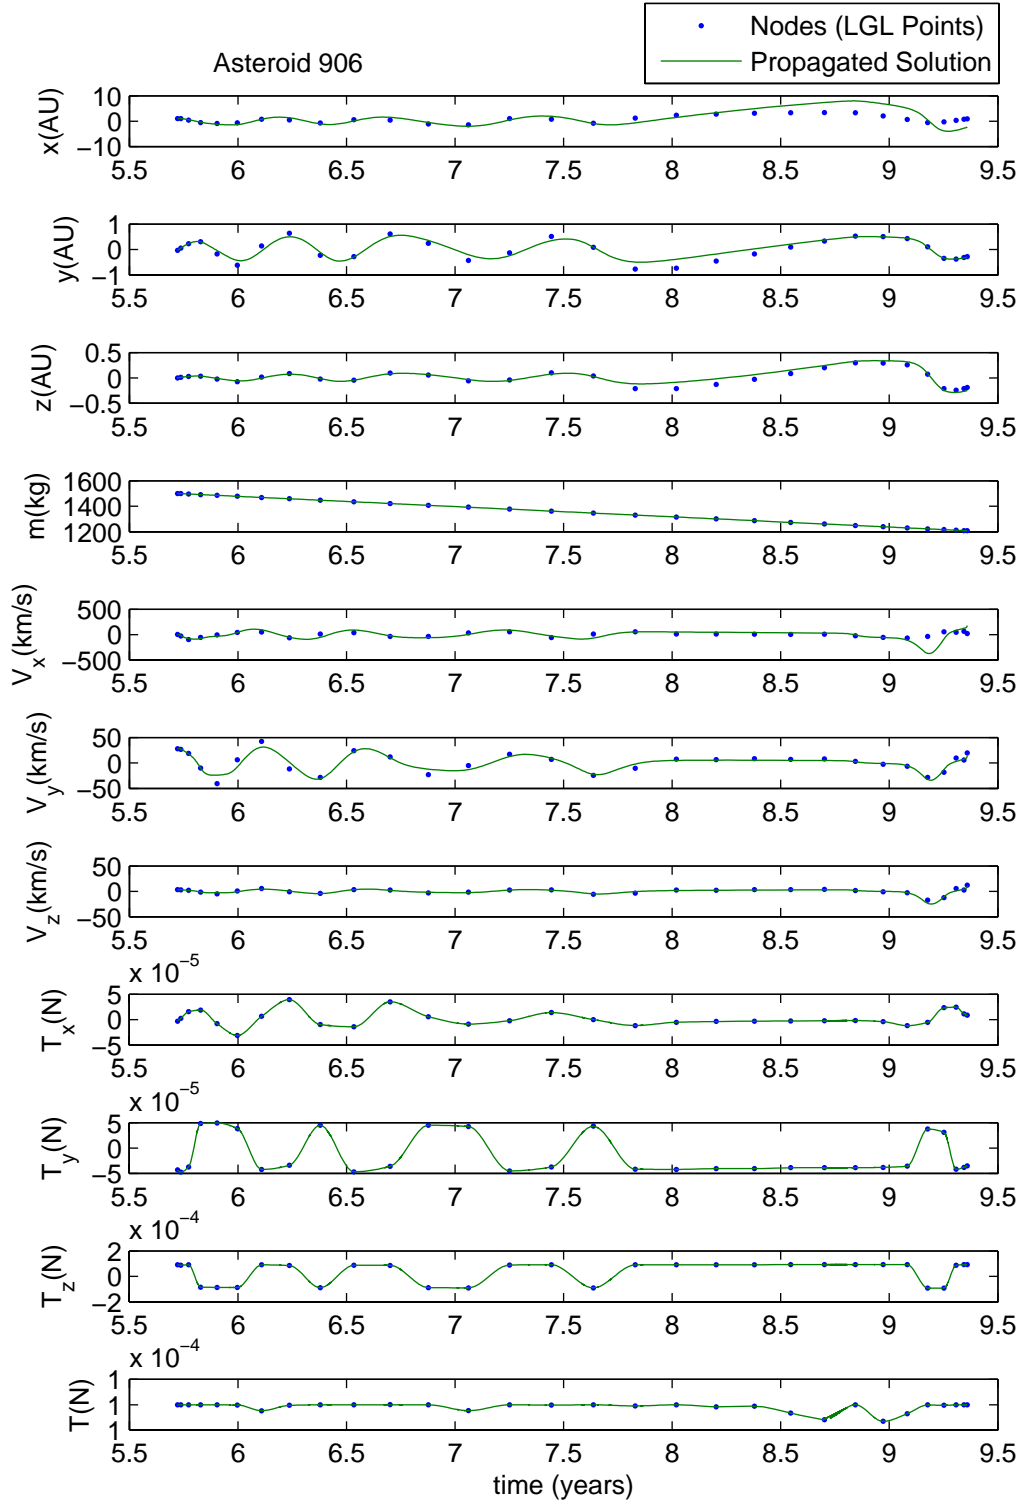 Nodes (LGL Points)
Propagated Solution
Asteroid 906
x(AU)
10
0
−10
5.5 6 6.5 7 7.5 8 8.5 9 9.5
y(AU)
1
0
−1
5.5 6 6.5 7 7.5 8 8.5 9 9.5
z(AU)
0.5
0
−0.5
5.5 6 6.5 7 7.5 8 8.5 9 9.5
m(kg)
1600
1400
1200
5.5 6 6.5 7 7.5 8 8.5 9 9.5
V_x(km/s)
500
0
−500
5.5 6 6.5 7 7.5 8 8.5 9 9.5
V_y(km/s)
50
0
−50
5.5 6 6.5 7 7.5 8 8.5 9 9.5
V_z(km/s)
50
0
−50
5.5 6 6.5 7 7.5 8 8.5 9 9.5
x 10^−5
T_x(N)
5
0
−5
5.5 6 6.5 7 7.5 8 8.5 9 9.5
x 10^−5
T_y(N)
5
0
−5
5.5 6 6.5 7 7.5 8 8.5 9 9.5
x 10^−4
T_z(N)
2
0
−2
5.5 6 6.5 7 7.5 8 8.5 9 9.5
x 10^−4
T(N)
1
1
1
5.5 6 6.5 7 7.5 8 8.5 9 9.5
time (years)